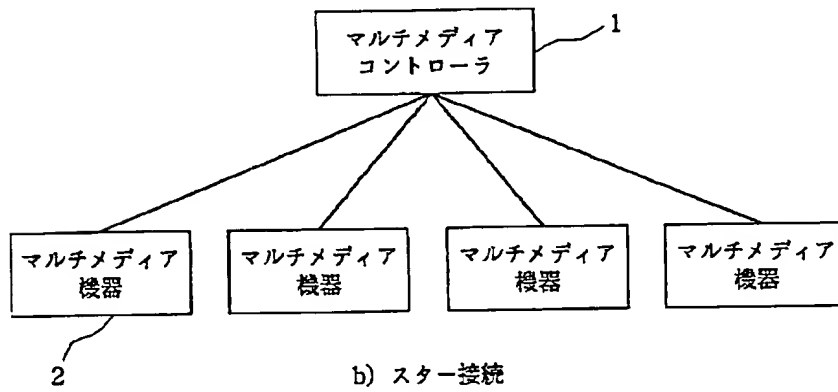 マルチメディア
コントローラ
1
マルチメディア
機器
マルチメディア
機器
マルチメディア
機器
マルチメディア
機器
2
b) スター接続